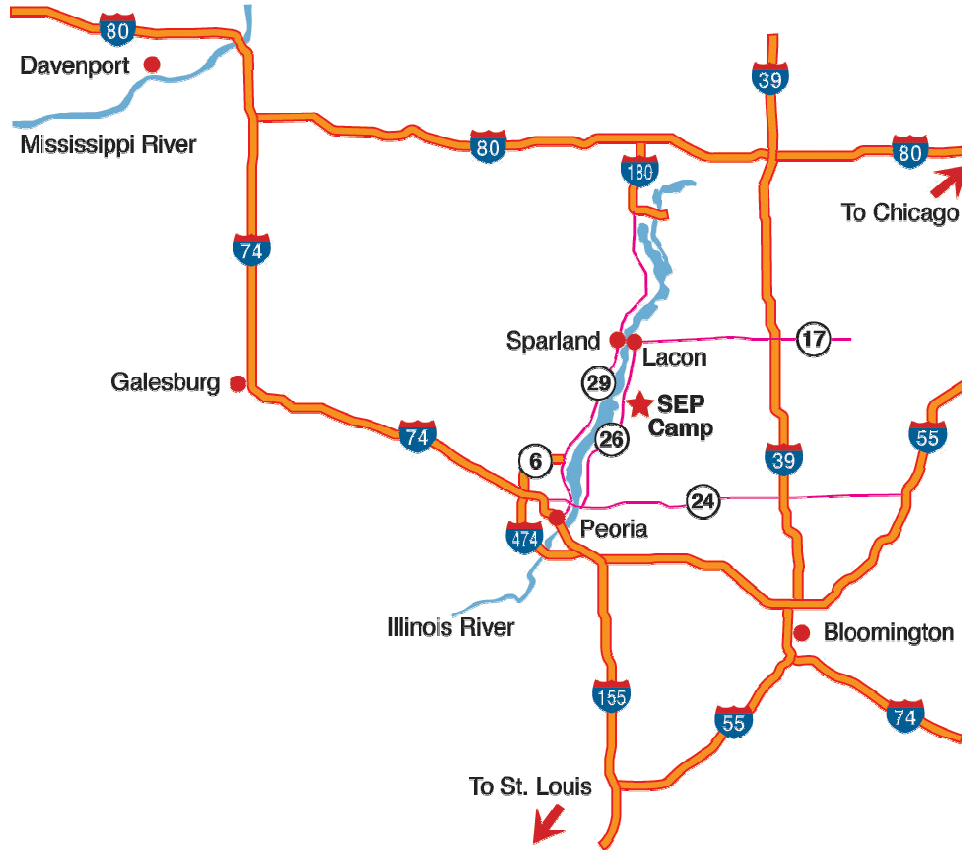 80
Davenport
Mississippi River
39
80
80
180
To Chicago
74
Sparland
17
Lacon
Galesburg
29
SEP
Camp
74
26
55
6
39
24
Peoria
474
Illinois River
Bloomington
155
55
74
To St. Louis